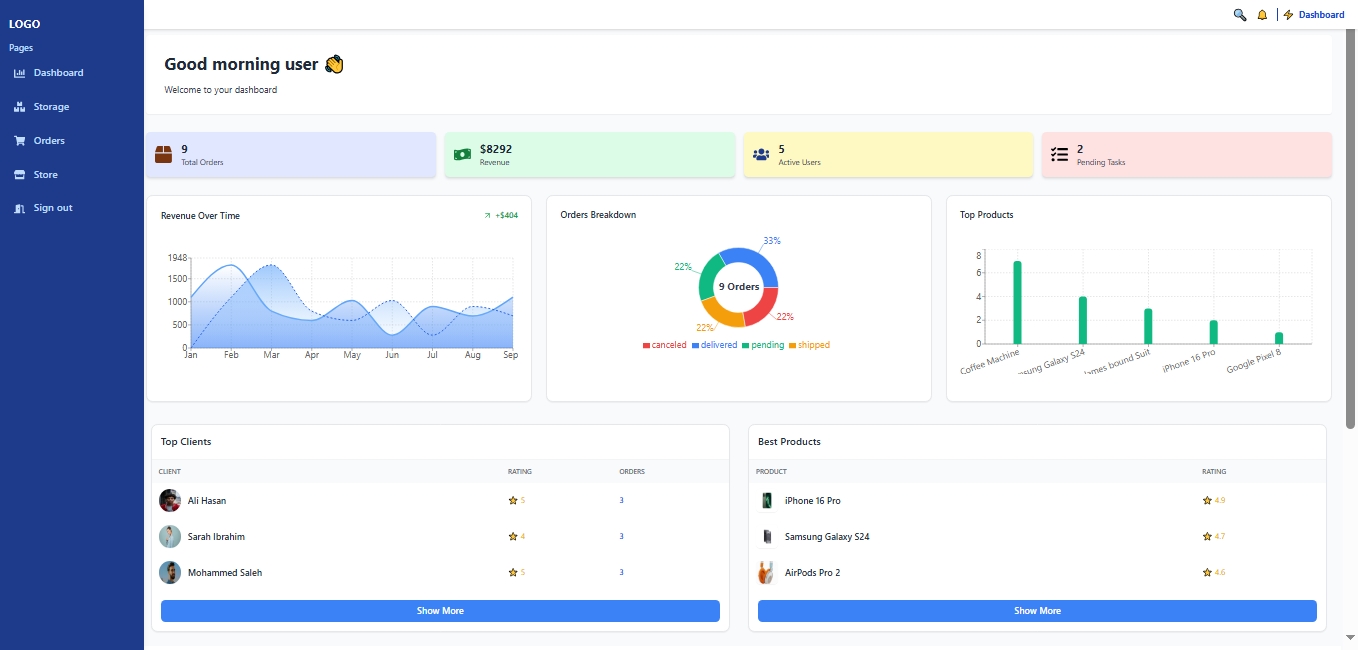 LOGO
Pages
Dashboard
Storage
Orders
Store
Sign out
Dashboard
Good morning user
Welcome to your dashboard
9
Total Orders
$8292
Revenue
5
Active Users
2
Pending Tasks
Revenue Over Time
+$404
1948
1500
1000
500
0
Jan Feb Mar Apr May Jun Jul Aug Sep
Orders Breakdown
33%
22%
9 Orders
22%
22%
canceled delivered pending shipped
Top Products
8
6
4
2
0
Coffee Machine
sung Galaxy S24
James bound Suit
iPhone 16 Pro
Google Pixel 8
Top Clients
CLIENT RATING ORDERS
Ali Hasan 5 3
Sarah Ibrahim 4 3
Mohammed Saleh 5 3
Show More
Best Products
PRODUCT RATING
iPhone 16 Pro 4.9
Samsung Galaxy S24 4.7
AirPods Pro 2 4.6
Show More